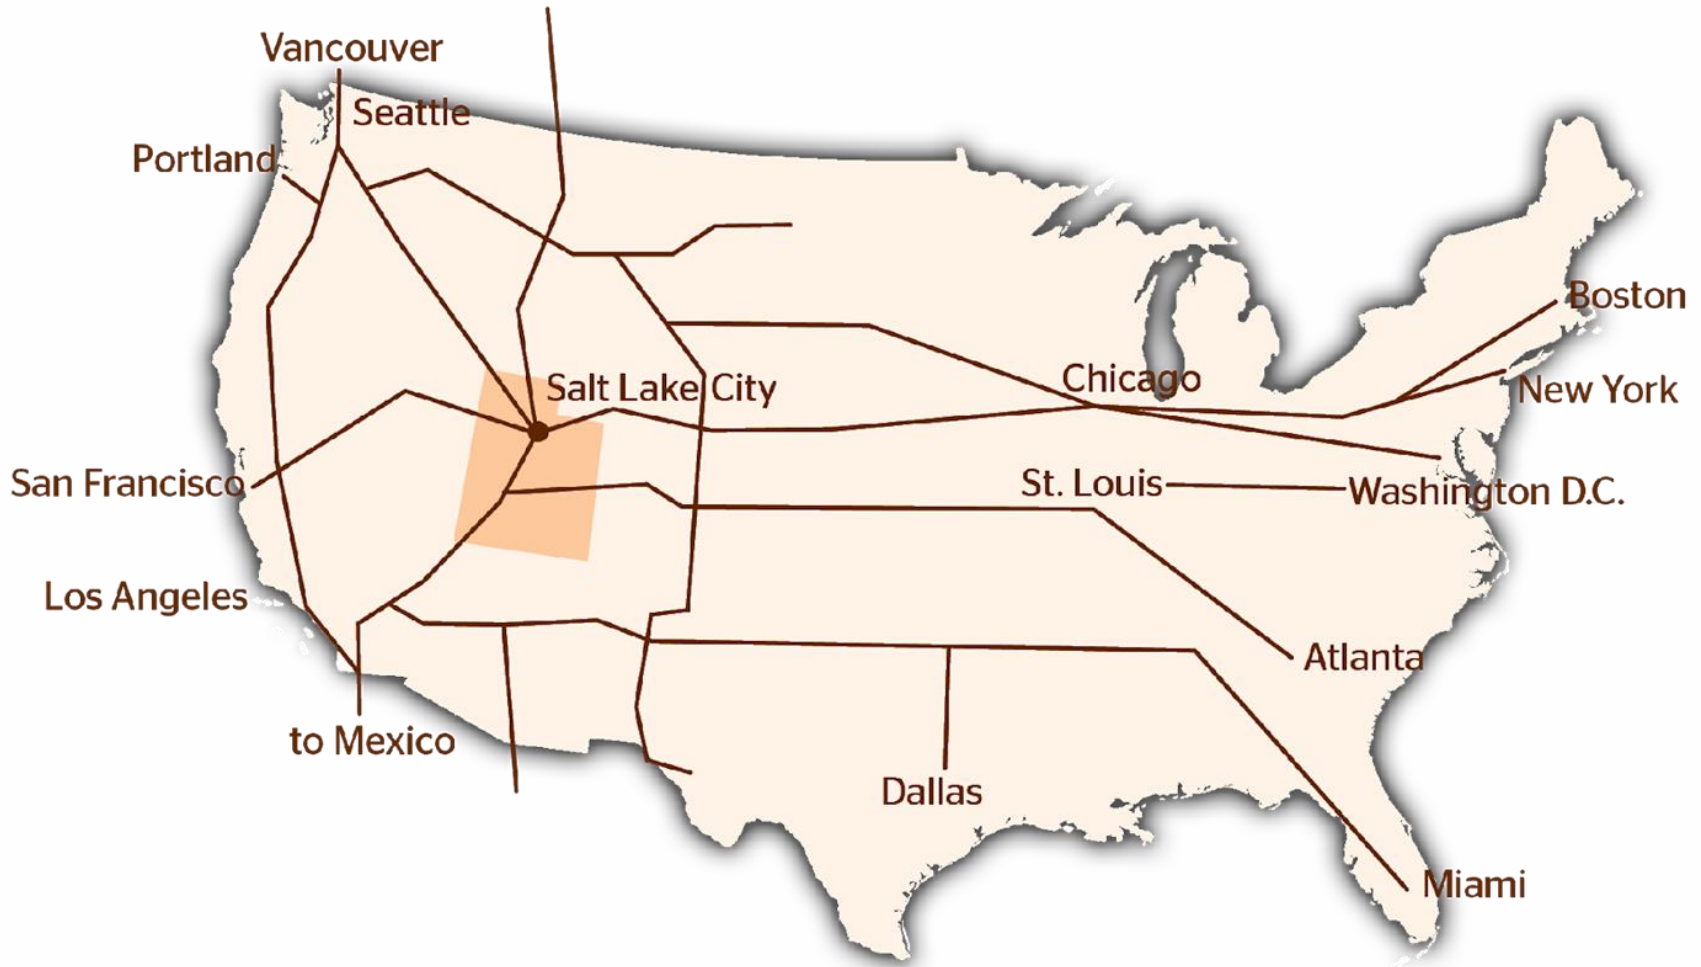 Vancouver
Seattle
Portland
Boston
Chicago
Salt Lake City
New York
San Francisco
St. Louis
Washington D.C.
Los Angeles
Atlanta
to Mexico
Dallas
Miami